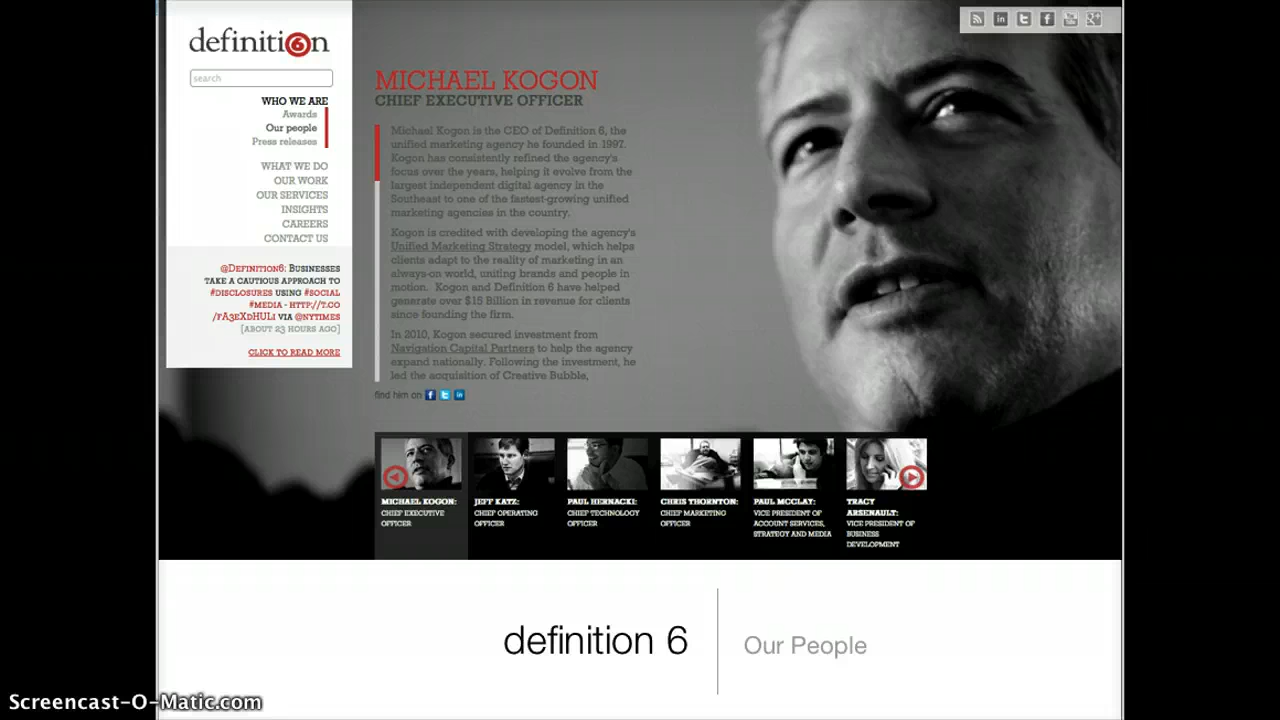 definition
search
WHO WE ARE
Awards
Our people
Press releases
WHAT WE DO
OUR WORK
OUR SERVICES
INSIGHTS
CAREERS
CONTACT US
@DEFINITION6: BUSINESSES
TAKE A CAUTIOUS APPROACH TO
#DISCLOSURES USING #SOCIAL
#MEDIA - HTTP://T.CO
/FA3EXDHULI VIA @NYTIMES
[ABOUT 23 HOURS AGO]
CLICK TO READ MORE
MICHAEL KOGON
CHIEF EXECUTIVE OFFICER
Michael Kogon is the CEO of Definition 6, the
unified marketing agency he founded in 1997.
Kogon has consistently refined the agency's
focus over the years, helping it evolve from the
largest independent digital agency in the
Southeast to one of the fastest-growing unified
marketing agencies in the country.
Kogon is credited with developing the agency's
Unified Marketing Strategy model, which helps
clients adapt to the reality of marketing in an
always-on world, uniting brands and people in
motion. Kogon and Definition 6 have helped
generate over $15 Billion in revenue for clients
since founding the firm.
In 2010, Kogon secured investment from
Navigation Capital Partners to help the agency
expand nationally. Following the investment, he
led the acquisition of Creative Bubble,
find him on
MICHAEL KOGON:
CHIEF EXECUTIVE
OFFICER
JEFF KATZ:
CHIEF OPERATING
OFFICER
PAUL HERNACKI:
CHIEF TECHNOLOGY
OFFICER
CHRIS THORNTON:
CHIEF MARKETING
OFFICER
PAUL MCCLAY:
VICE PRESIDENT OF
ACCOUNT SERVICES,
STRATEGY AND MEDIA
TRACY
ARSENAULT:
VICE PRESIDENT OF
BUSINESS
DEVELOPMENT
definition 6
Our People
Screencast-O-Matic.com